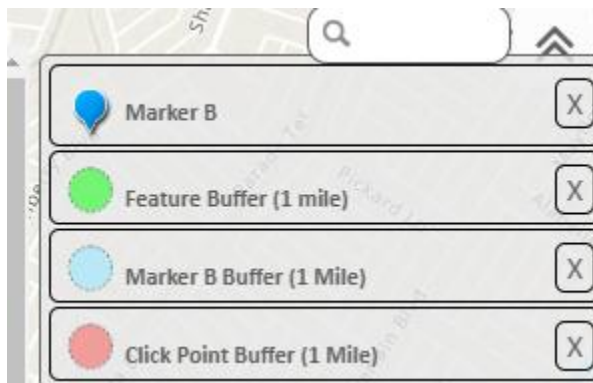 Marker B
X
Feature Buffer (1 mile)
X
Marker B Buffer (1 Mile)
X
Click Point Buffer (1 Mile)
X